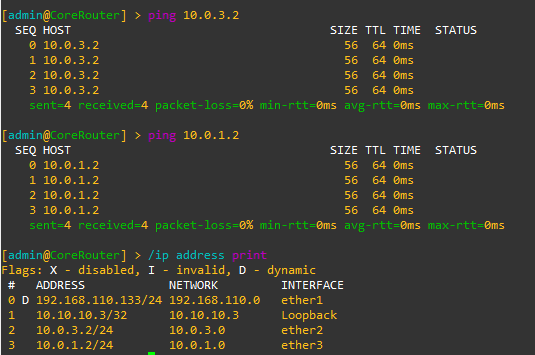 [admin@CoreRouter] > ping 10.0.3.2
SEQ HOST SIZE TTL TIME STATUS
0 10.0.3.2 56 64 0ms
1 10.0.3.2 56 64 0ms
2 10.0.3.2 56 64 0ms
3 10.0.3.2 56 64 0ms
sent=4 received=4 packet-loss=0% min-rtt=0ms avg-rtt=0ms max-rtt=0ms
[admin@CoreRouter] > ping 10.0.1.2
SEQ HOST SIZE TTL TIME STATUS
0 10.0.1.2 56 64 0ms
1 10.0.1.2 56 64 0ms
2 10.0.1.2 56 64 0ms
3 10.0.1.2 56 64 0ms
sent=4 received=4 packet-loss=0% min-rtt=0ms avg-rtt=0ms max-rtt=0ms
[admin@CoreRouter] > /ip address print
Flags: X - disabled, I - invalid, D - dynamic
# ADDRESS NETWORK INTERFACE
0 D 192.168.110.133/24 192.168.110.0 ether1
1 10.10.10.3/32 10.10.10.3 Loopback
2 10.0.3.2/24 10.0.3.0 ether2
3 10.0.1.2/24 10.0.1.0 ether3